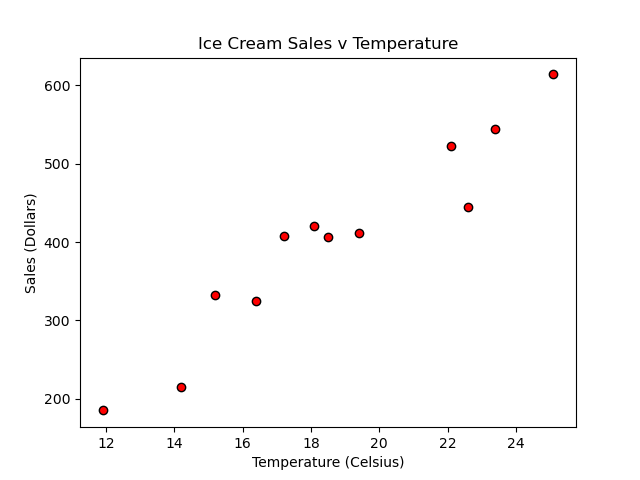 Ice Cream Sales v Temperature
600
500
400
300
200
Sales (Dollars)
12 14 16 18 20 22 24
Temperature (Celsius)